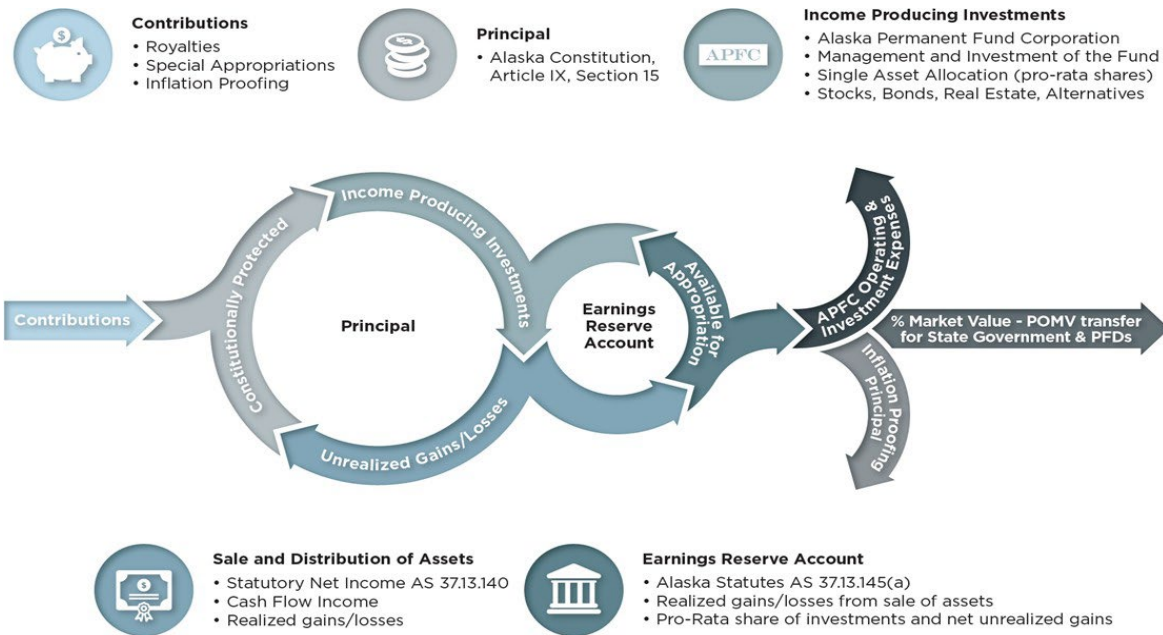 Contributions
• Royalties
• Special Appropriations
• Inflation Proofing
$
Principal
• Alaska Constitution,
Article IX, Section 15
$
Income Producing Investments
• Alaska Permanent Fund Corporation
• Management and Investment of the Fund
• Single Asset Allocation (pro-rata shares)
• Stocks, Bonds, Real Estate, Alternatives
APFC
Contributions
Constitutionally Protected
Income Producing Investments
Principal
Unrealized Gains/Losses
Earnings
Reserve
Account
Available for
Appropriation
APFC Operating &
Investment Expenses
% Market Value - POMV transfer
for State Government & PFDs
Inflation Proofing
Principal
Sale and Distribution of Assets
• Statutory Net Income AS 37.13.140
• Cash Flow Income
• Realized gains/losses
$
Earnings Reserve Account
• Alaska Statutes AS 37.13.145(a)
• Realized gains/losses from sale of assets
• Pro-Rata share of investments and net unrealized gains